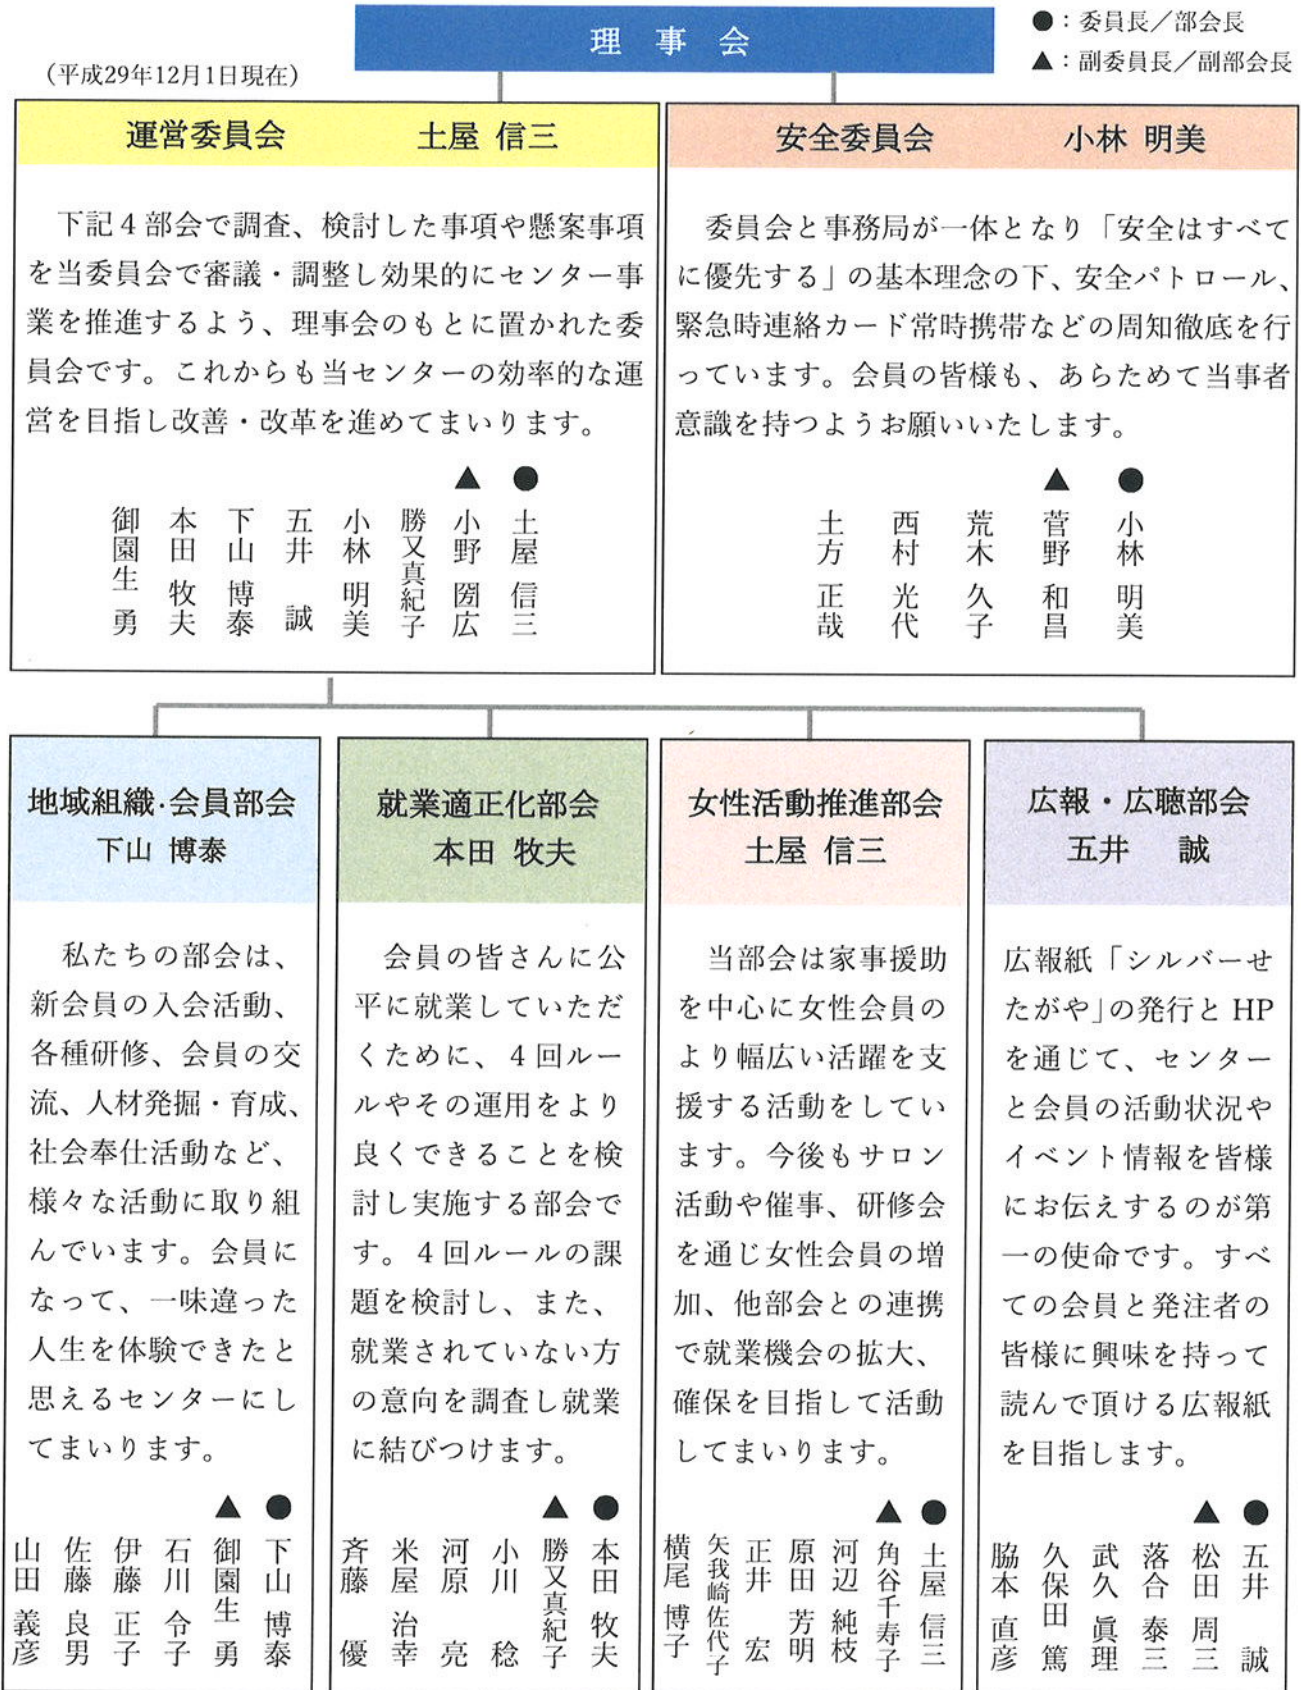 理事会
●：委員長／部会長
▲：副委員長／副部会長
（平成29年12月1日現在）
運営委員会 土屋 信三
下記４部会で調査、検討した事項や懸案事項
を当委員会で審議・調整し効果的にセンター事
業を推進するよう、理事会のもとに置かれた委
員会です。これからも当センターの効率的な運
営を目指し改善・改革を進めてまいります。
● 土屋 信三
▲ 小野 圀広
勝又真紀子
小林 明美
五井 誠
下山 博泰
本田 牧夫
御園生 勇
安全委員会 小林 明美
委員会と事務局が一体となり「安全はすべて
に優先する」の基本理念の下、安全パトロール、
緊急時連絡カード常時携帯などの周知徹底を行
っています。会員の皆様も、あらためて当事者
意識を持つようお願いいたします。
● 小林 明美
▲ 菅野 和昌
荒木 久子
西村 光代
土方 正哉
地域組織・会員部会
下山 博泰
私たちの部会は、
新会員の入会活動、
各種研修、会員の交
流、人材発掘・育成、
社会奉仕活動など、
様々な活動に取り組
んでいます。会員に
なって、一味違った
人生を体験できたと
思えるセンターにし
てまいります。
● 下山 博泰
▲ 御園生 勇
石川 令子
伊藤 正子
佐藤 良男
山田 義彦
就業適正化部会
本田 牧夫
会員の皆さんに公
平に就業していただ
くために、４回ルー
ルやその運用をより
良くできることを検
討し実施する部会で
す。４回ルールの課
題を検討し、また、
就業されていない方
の意向を調査し就業
に結びつけます。
● 本田 牧夫
▲ 勝又真紀子
小川 稔
河原 亮
米屋 治幸
斉藤 優
女性活動推進部会
土屋 信三
当部会は家事援助
を中心に女性会員の
より幅広い活躍を支
援する活動をしてい
ます。今後もサロン
活動や催事、研修会
を通じ女性会員の増
加、他部会との連携
で就業機会の拡大、
確保を目指して活動
してまいります。
● 土屋 信三
▲ 角谷千寿子
河辺 純枝
原田 芳明
正井 宏
矢我崎佐代子
横尾 博子
広報・広聴部会
五井 誠
広報紙「シルバーせ
たがや」の発行と HP
を通じて、センター
と会員の活動状況や
イベント情報を皆様
にお伝えするのが第
一の使命です。すべ
ての会員と発注者の
皆様に興味を持って
読んで頂ける広報紙
を目指します。
● 五井 誠
▲ 松田 周三
落合 泰三
武久 眞理
久保田 篤
脇本 直彦